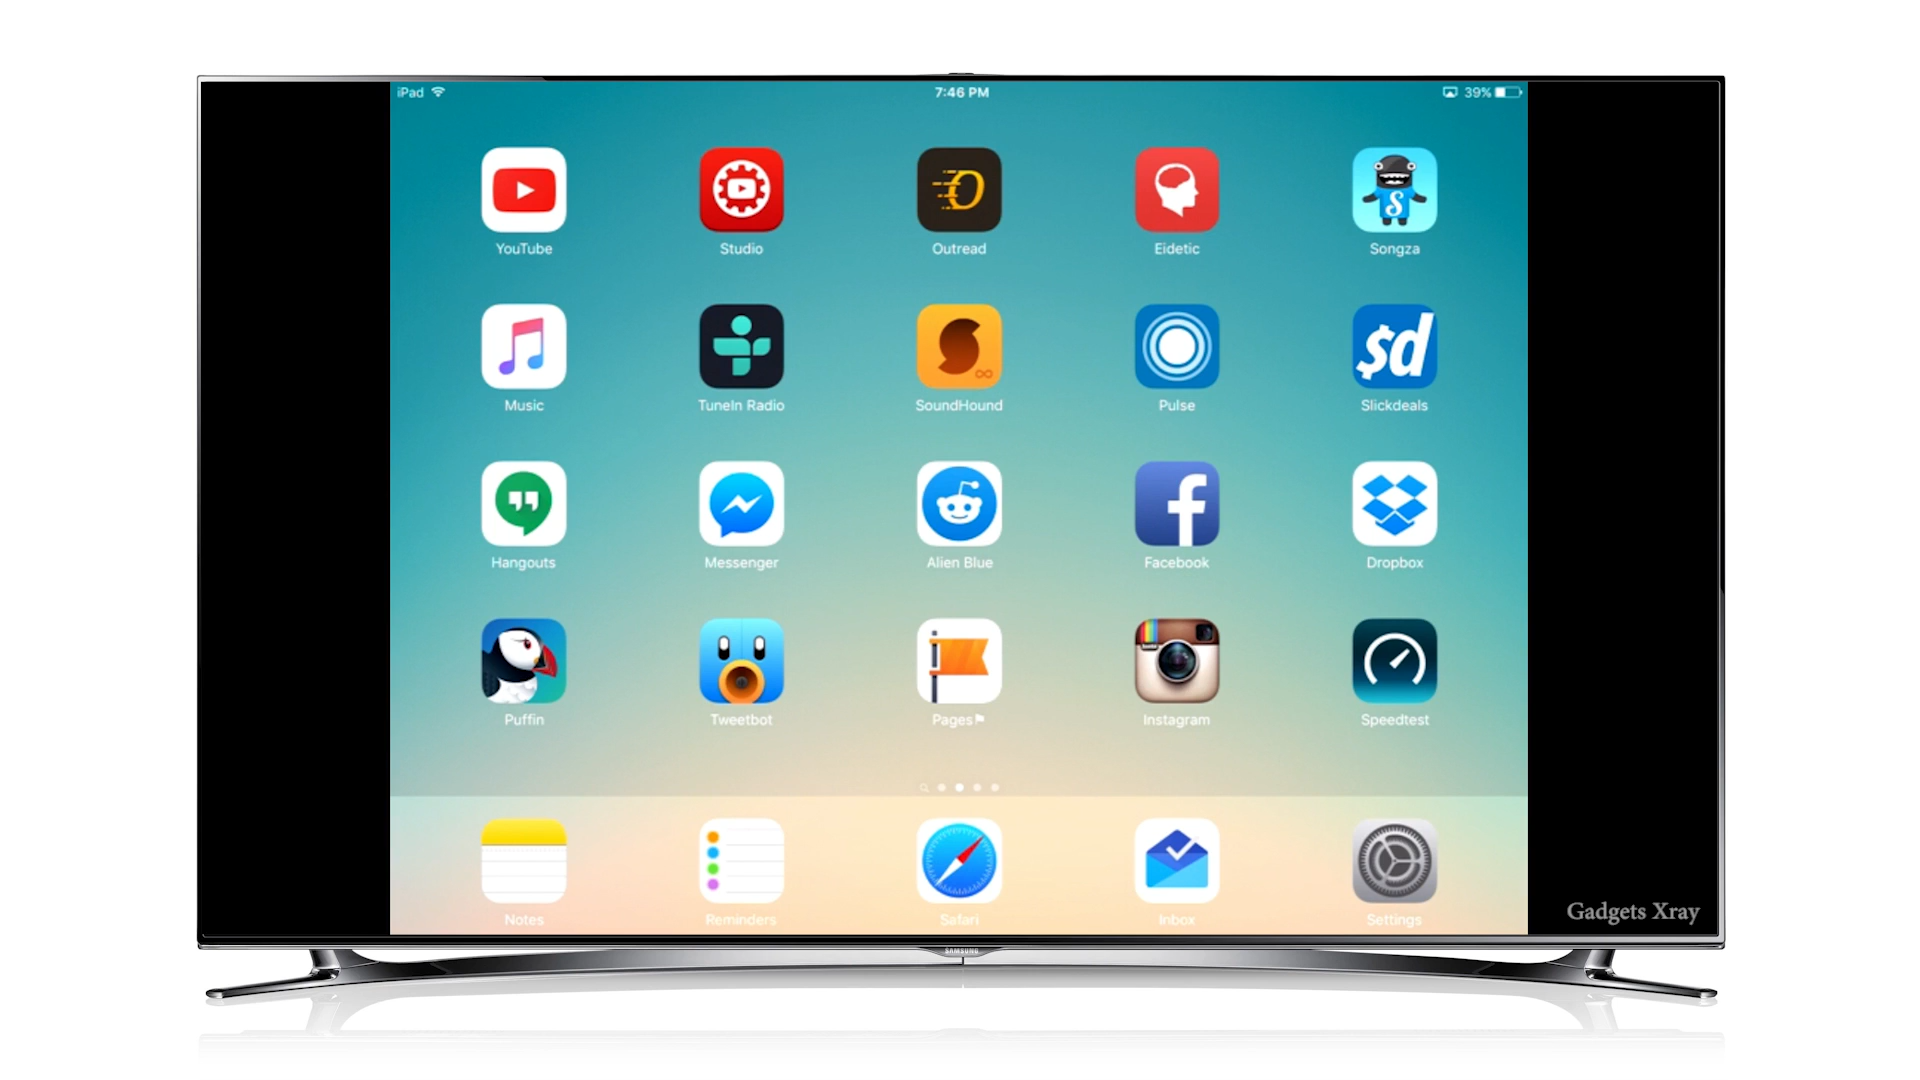 iPad 7:46 PM 39%
YouTube Studio Outread Eidetic Songza
Music TuneIn Radio SoundHound Pulse Slickdeals
Hangouts Messenger Alien Blue Facebook Dropbox
Puffin Tweetbot Pages Instagram Speedtest
Notes Reminders Safari Inbox Settings
Gadgets Xray
SAMSUNG